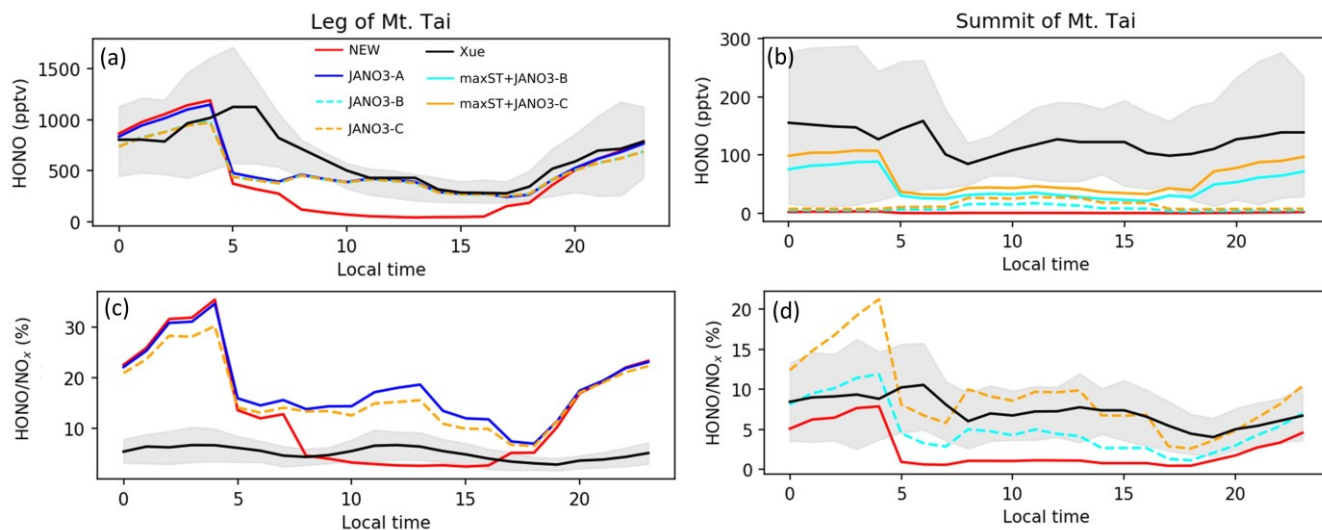 Leg of Mt. Tai
(a)
HONO (pptv)
1500
1000
500
0
NEW
JANO3-A
JANO3-B
JANO3-C
Xue
maxST+JANO3-B
maxST+JANO3-C
0 5 10 15 20
Local time
Summit of Mt. Tai
(b)
HONO (pptv)
300
200
100
0
0 5 10 15 20
Local time
(c)
HONO/NOx (%)
30
20
10
0 5 10 15 20
Local time
(d)
HONO/NOx (%)
20
15
10
5
0
0 5 10 15 20
Local time